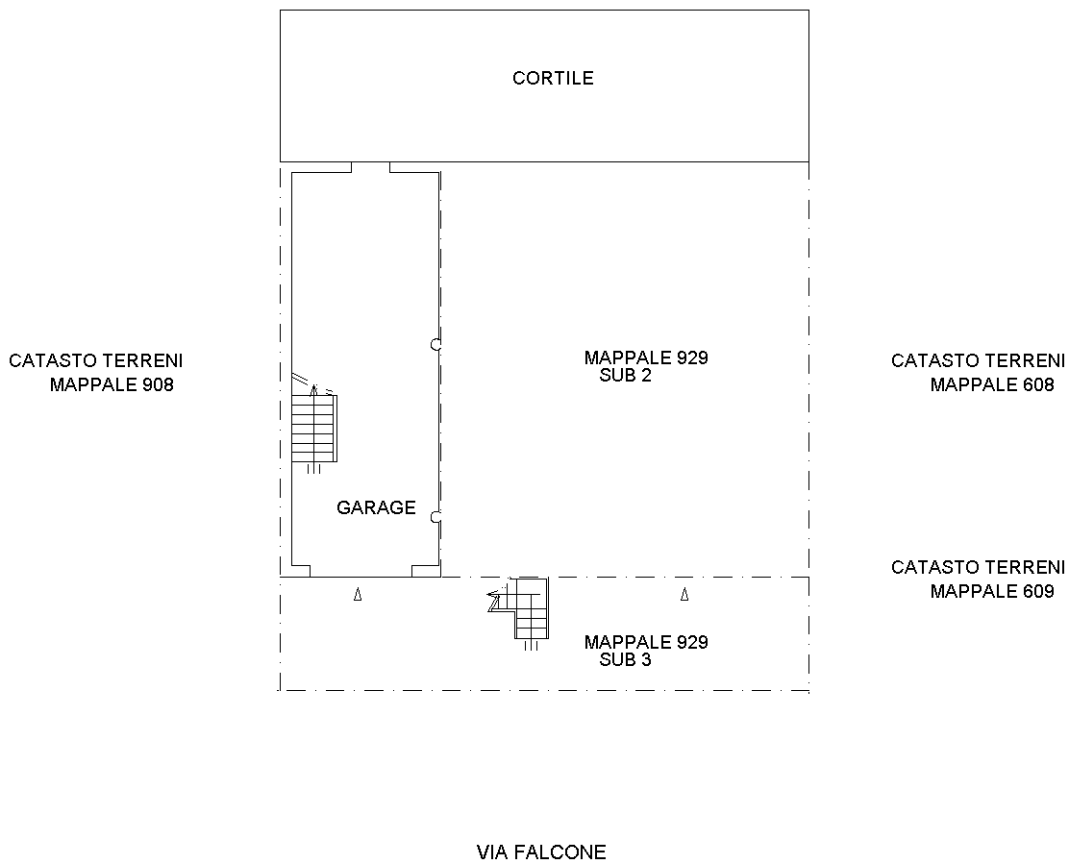 CORTILE
CATASTO TERRENI
MAPPALE 908
MAPPALE 929
SUB 2
CATASTO TERRENI
MAPPALE 608
GARAGE
CATASTO TERRENI
MAPPALE 609
MAPPALE 929
SUB 3
VIA FALCONE